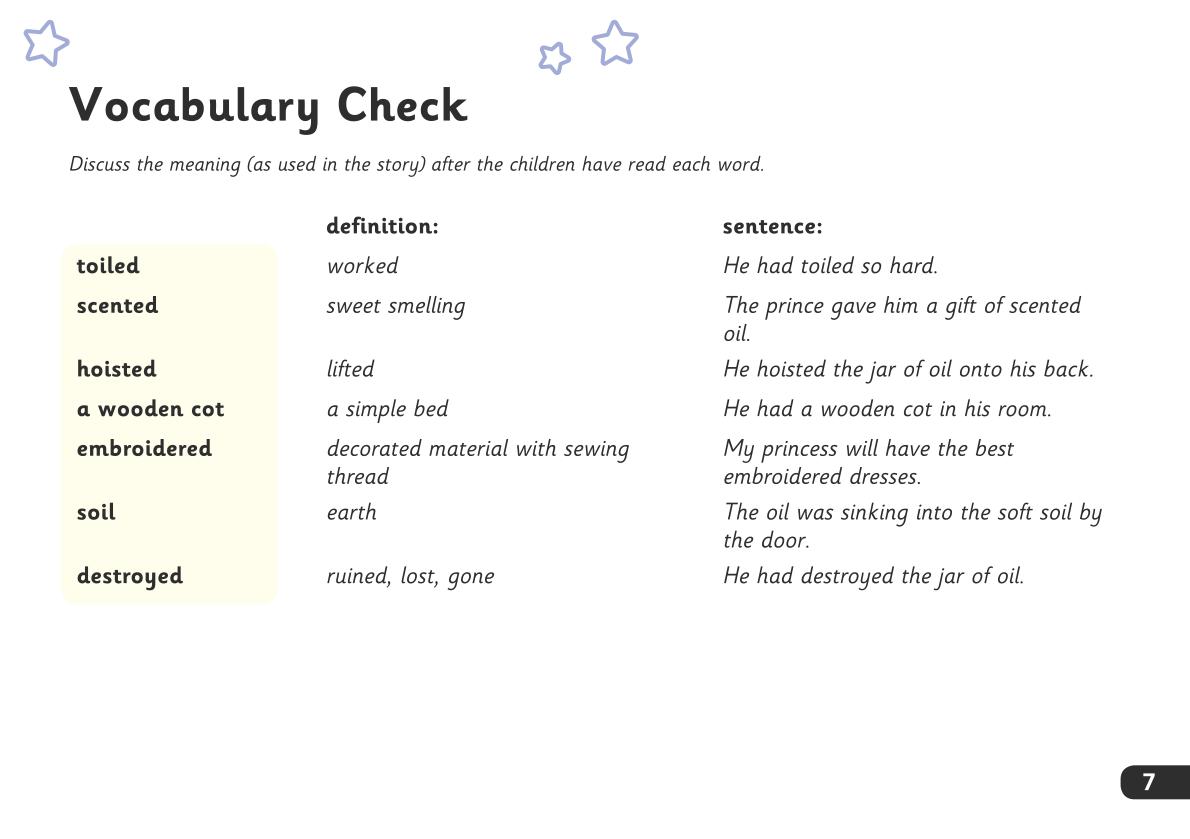 Vocabulary Check
Discuss the meaning (as used in the story) after the children have read each word.
definition: sentence:
toiled worked He had toiled so hard.
scented sweet smelling The prince gave him a gift of scented
oil.
hoisted lifted He hoisted the jar of oil onto his back.
a wooden cot a simple bed He had a wooden cot in his room.
embroidered decorated material with sewing My princess will have the best
thread embroidered dresses.
soil earth The oil was sinking into the soft soil by
the door.
destroyed ruined, lost, gone He had destroyed the jar of oil.
7